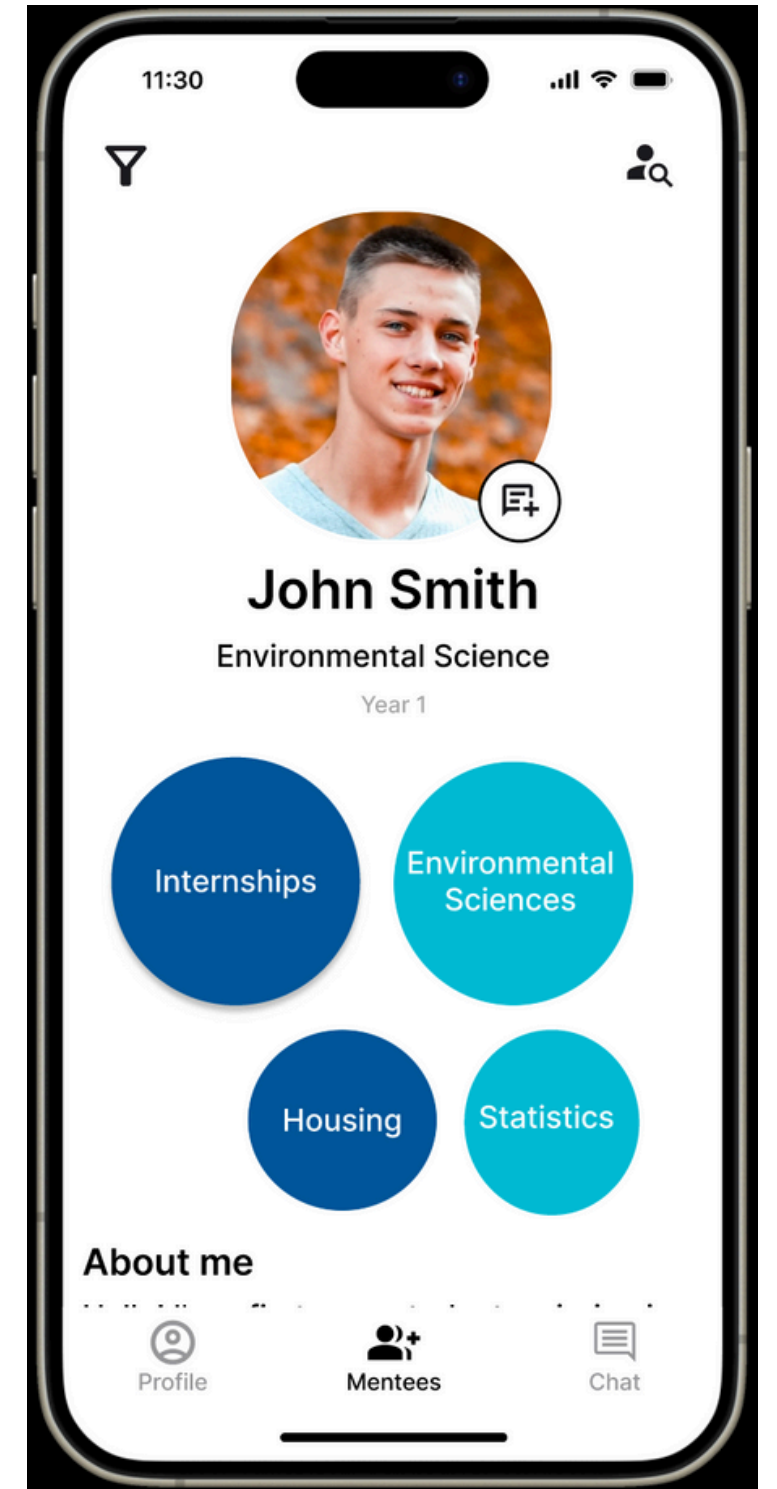 11:30
John Smith
Environmental Science
Year 1
Internships
Environmental
Sciences
Housing
Statistics
About me
Profile
Mentees
Chat